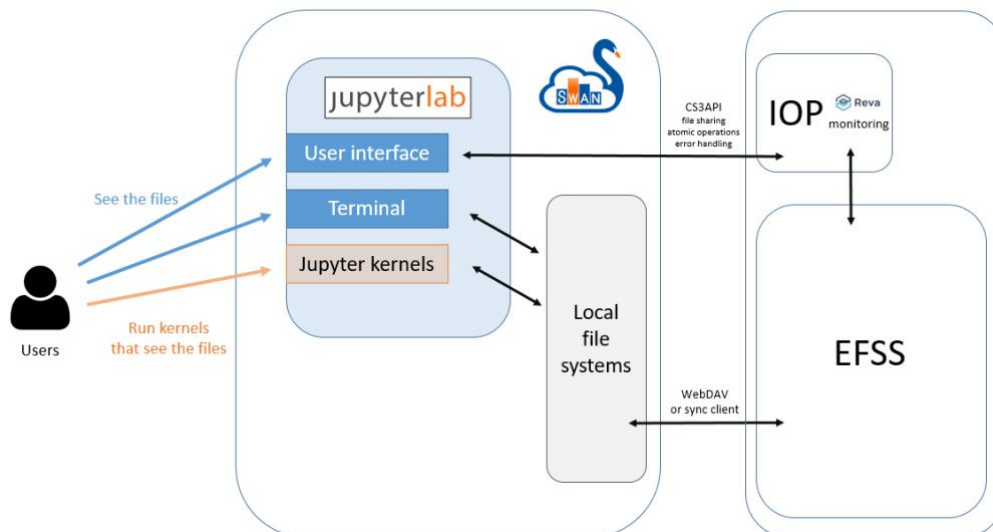 jupyterlab
SWAN
User interface
Terminal
Jupyter kernels
See the files
Run kernels
that see the files
Users
Local
file
systems
CS3API
file sharing
atomic operations
error handling
IOP
Reva
monitoring
WebDAV
or sync client
EFSS